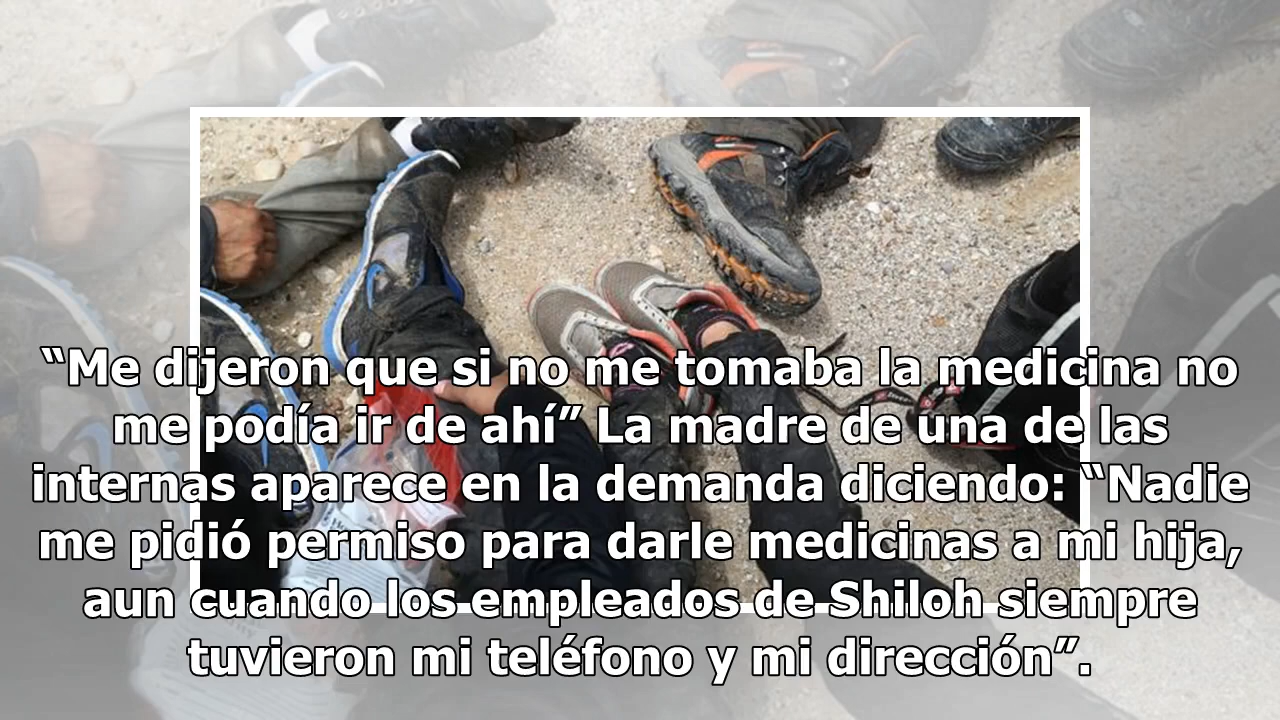 “Me dijeron que si no me tomaba la medicina no
me podía ir de ahí” La madre de una de las
internas aparece en la demanda diciendo: “Nadie
me pidió permiso para darle medicinas a mi hija,
aun cuando los empleados de Shiloh siempre
tuvieron mi teléfono y mi dirección”.